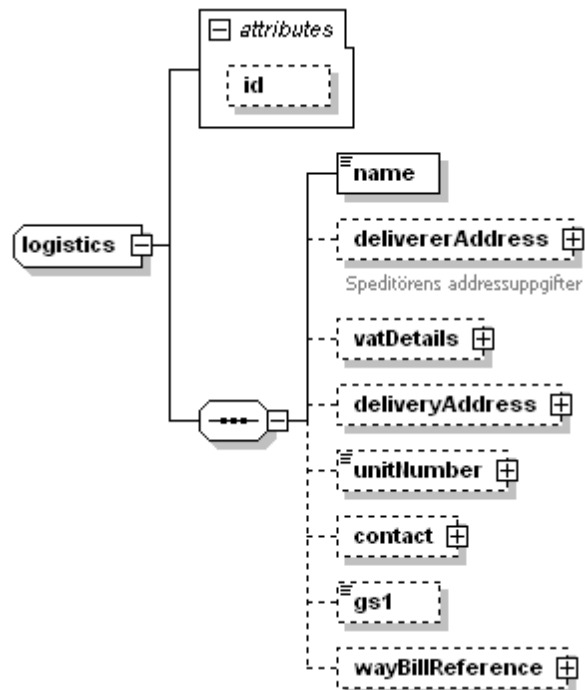 attributes
id
logistics
name
delivererAddress
Speditörens addressuppgifter
vatDetails
deliveryAddress
unitNumber
contact
gs1
wayBillReference